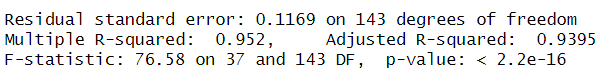 Residual standard error: 0.1169 on 143 degrees of freedom
Multiple R-squared:  0.952,     Adjusted R-squared:  0.9395
F-statistic: 76.58 on 37 and 143 DF,  p-value: < 2.2e-16